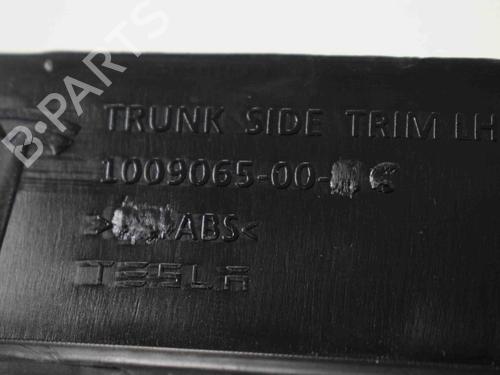 B-PARTS
TRUNK SIDE TRIM LH
1009065-00- C
> ABS<
TESLA